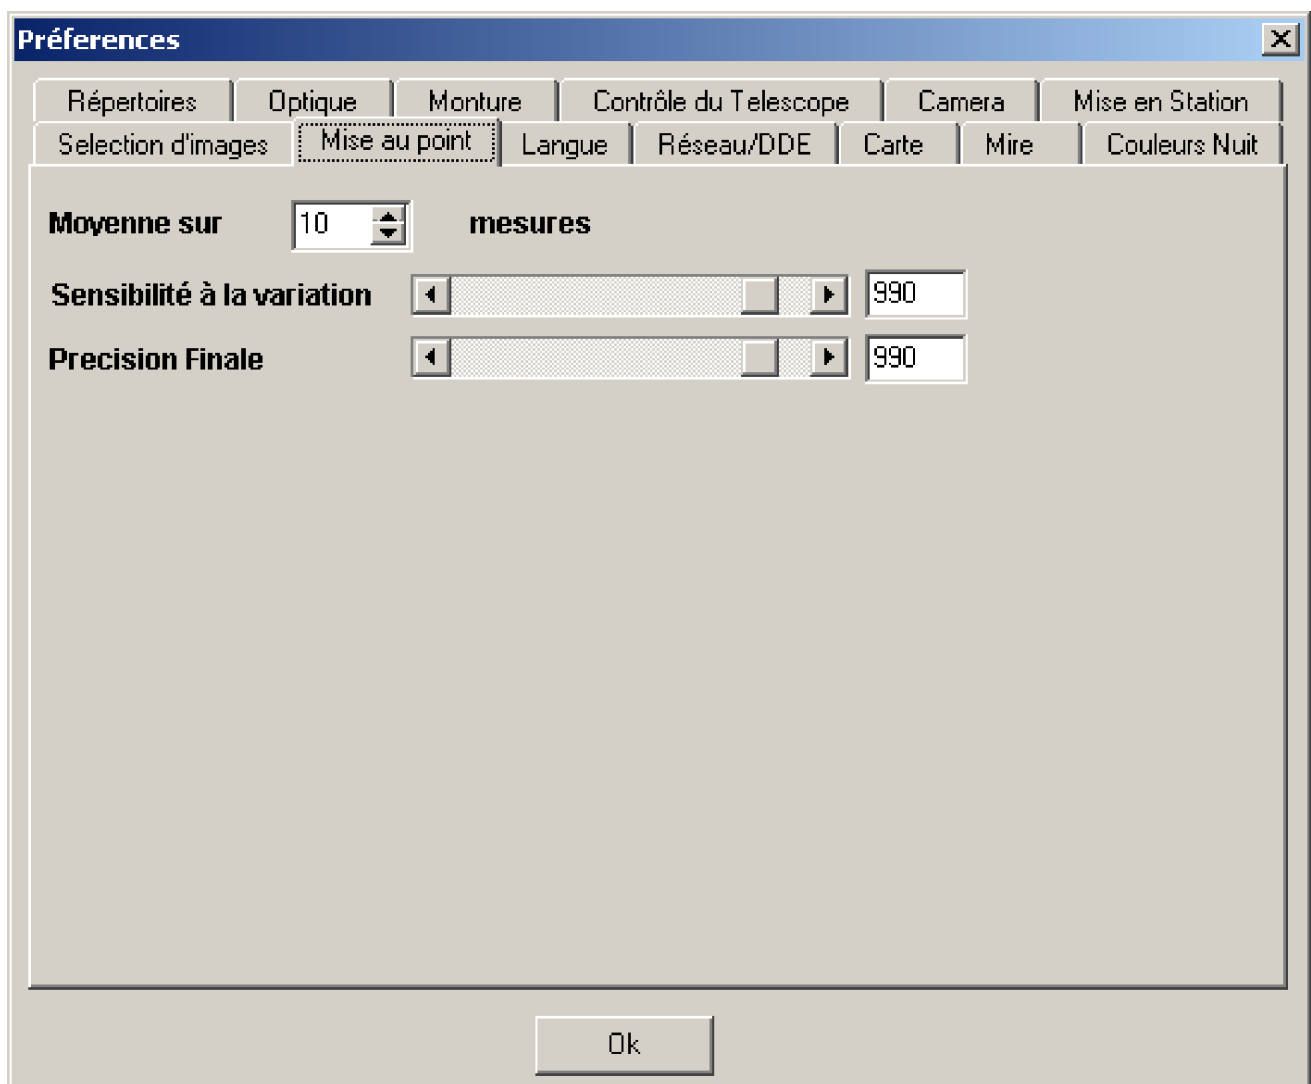 Préferences
Répertoires Optique Monture Contrôle du Telescope Camera Mise en Station
Selection d'images Mise au point Langue Réseau/DDE Carte Mire Couleurs Nuit
Moyenne sur 10 mesures
Sensibilité à la variation 990
Precision Finale 990
Ok